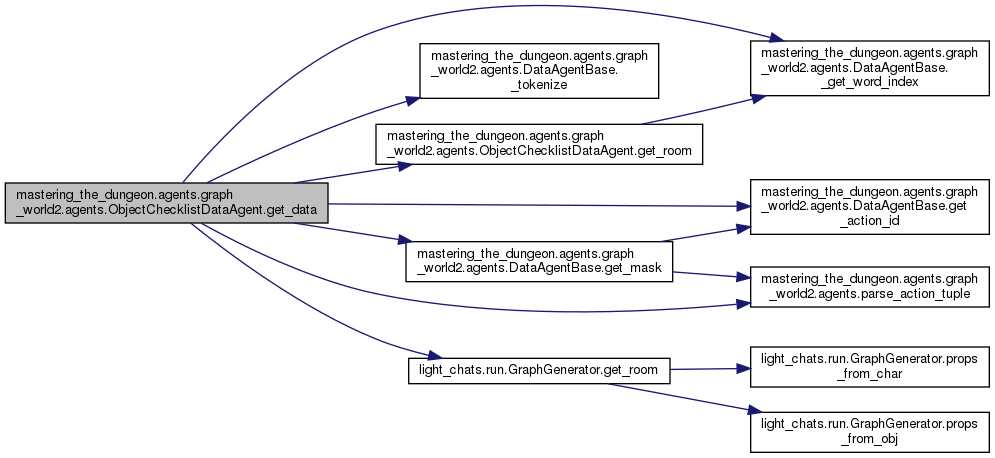 mastering_the_dungeon.agents.graph
_world2.agents.ObjectChecklistDataAgent.get_data
mastering_the_dungeon.agents.graph
_world2.agents.DataAgentBase.
_tokenize
mastering_the_dungeon.agents.graph
_world2.agents.ObjectChecklistDataAgent.get_room
mastering_the_dungeon.agents.graph
_world2.agents.DataAgentBase.get_mask
light_chats.run.GraphGenerator.get_room
mastering_the_dungeon.agents.graph
_world2.agents.DataAgentBase.
_get_word_index
mastering_the_dungeon.agents.graph
_world2.agents.DataAgentBase.get
_action_id
mastering_the_dungeon.agents.graph
_world2.agents.parse_action_tuple
light_chats.run.GraphGenerator.props
_from_char
light_chats.run.GraphGenerator.props
_from_obj